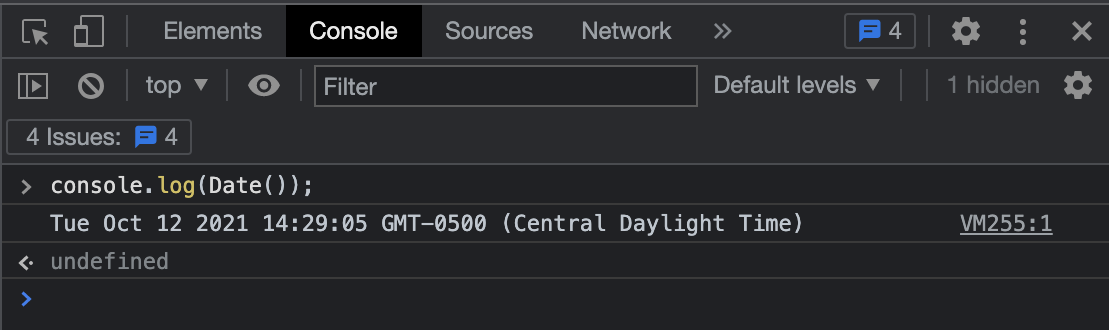 Elements Console Sources Network » 4
top ▼ Filter Default levels ▼ 1 hidden
4 Issues: 4
> console.log(Date());
Tue Oct 12 2021 14:29:05 GMT-0500 (Central Daylight Time) VM255:1
undefined
>